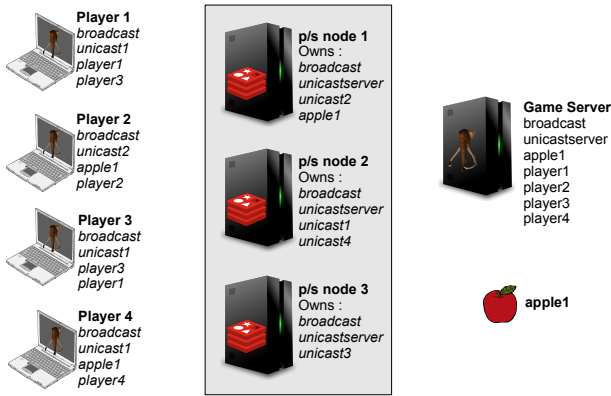 Player 1
broadcast
unicast1
player1
player3
Player 2
broadcast
unicast2
apple1
player2
Player 3
broadcast
unicast1
player3
player1
Player 4
broadcast
unicast1
apple1
player4
p/s node 1
Owns :
broadcast
unicastserver
unicast2
apple1
p/s node 2
Owns :
broadcast
unicastserver
unicast1
unicast4
p/s node 3
Owns :
broadcast
unicastserver
unicast3
Game Server
broadcast
unicastserver
apple1
player1
player2
player3
player4
apple1